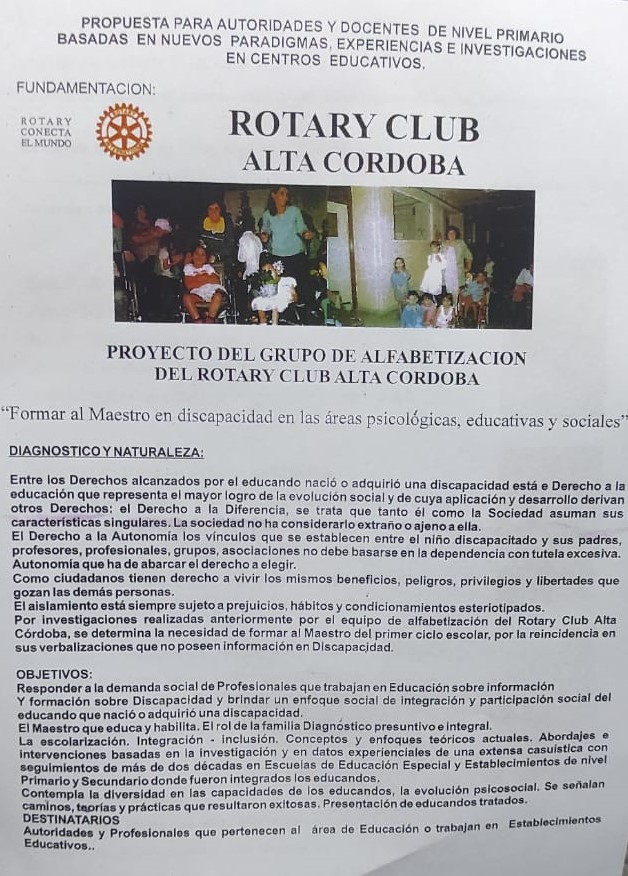 PROPUESTA PARA AUTORIDADES Y DOCENTES DE NIVEL PRIMARIO
BASADAS EN NUEVOS PARADIGMAS, EXPERIENCIAS E INVESTIGACIONES
EN CENTROS EDUCATIVOS.
FUNDAMENTACION:
ROTARY
CONECTA
EL MUNDO
ROTARY CLUB
ALTA CORDOBA
PROYECTO DEL GRUPO DE ALFABETIZACION
DEL ROTARY CLUB ALTA CORDOBA
“Formar al Maestro en discapacidad en las áreas psicológicas, educativas y sociales”
DIAGNOSTICO Y NATURALEZA:
Entre los Derechos alcanzados por el educando nació o adquirió una discapacidad está e Derecho a la
educación que representa el mayor logro de la evolución social y de cuya aplicación y desarrollo derivan
otros Derechos: el Derecho a la Diferencia, se trata que tanto él como la Sociedad asuman sus
características singulares. La sociedad no ha considerarlo extraño o ajeno a ella.
El Derecho a la Autonomía los vínculos que se establecen entre el niño discapacitado y sus padres,
profesores, profesionales, grupos, asociaciones no debe basarse en la dependencia con tutela excesiva.
Autonomía que ha de abarcar el derecho a elegir.
Como ciudadanos tienen derecho a vivir los mismos beneficios, peligros, privilegios y libertades que
gozan las demás personas.
El aislamiento está siempre sujeto a prejuicios, hábitos y condicionamientos esteriotipados.
Por investigaciones realizadas anteriormente por el equipo de alfabetización del Rotary Club Alta
Córdoba, se determina la necesidad de formar al Maestro del primer ciclo escolar, por la reincidencia en
sus verbalizaciones que no poseen información en Discapacidad.
OBJETIVOS:
Responder a la demanda social de Profesionales que trabajan en Educación sobre información
Y formación sobre Discapacidad y brindar un enfoque social de integración y participación social del
educando que nació o adquirió una discapacidad.
El Maestro que educa y habilita. El rol de la familia Diagnóstico presuntivo e integral.
La escolarización. Integración - inclusión. Conceptos y enfoques teóricos actuales. Abordajes e
intervenciones basadas en la investigación y en datos experienciales de una extensa casuística con
seguimientos de más de dos décadas en Escuelas de Educación Especial y Establecimientos de nivel
Primario y Secundario donde fueron integrados los educandos.
Contempla la diversidad en las capacidades de los educandos, la evolución psicosocial. Se señalan
caminos, teorías y prácticas que resultaron exitosas. Presentación de educandos tratados.
DESTINATARIOS
Autoridades y Profesionales que pertenecen al área de Educación o trabajan en Establecimientos
Educativos..